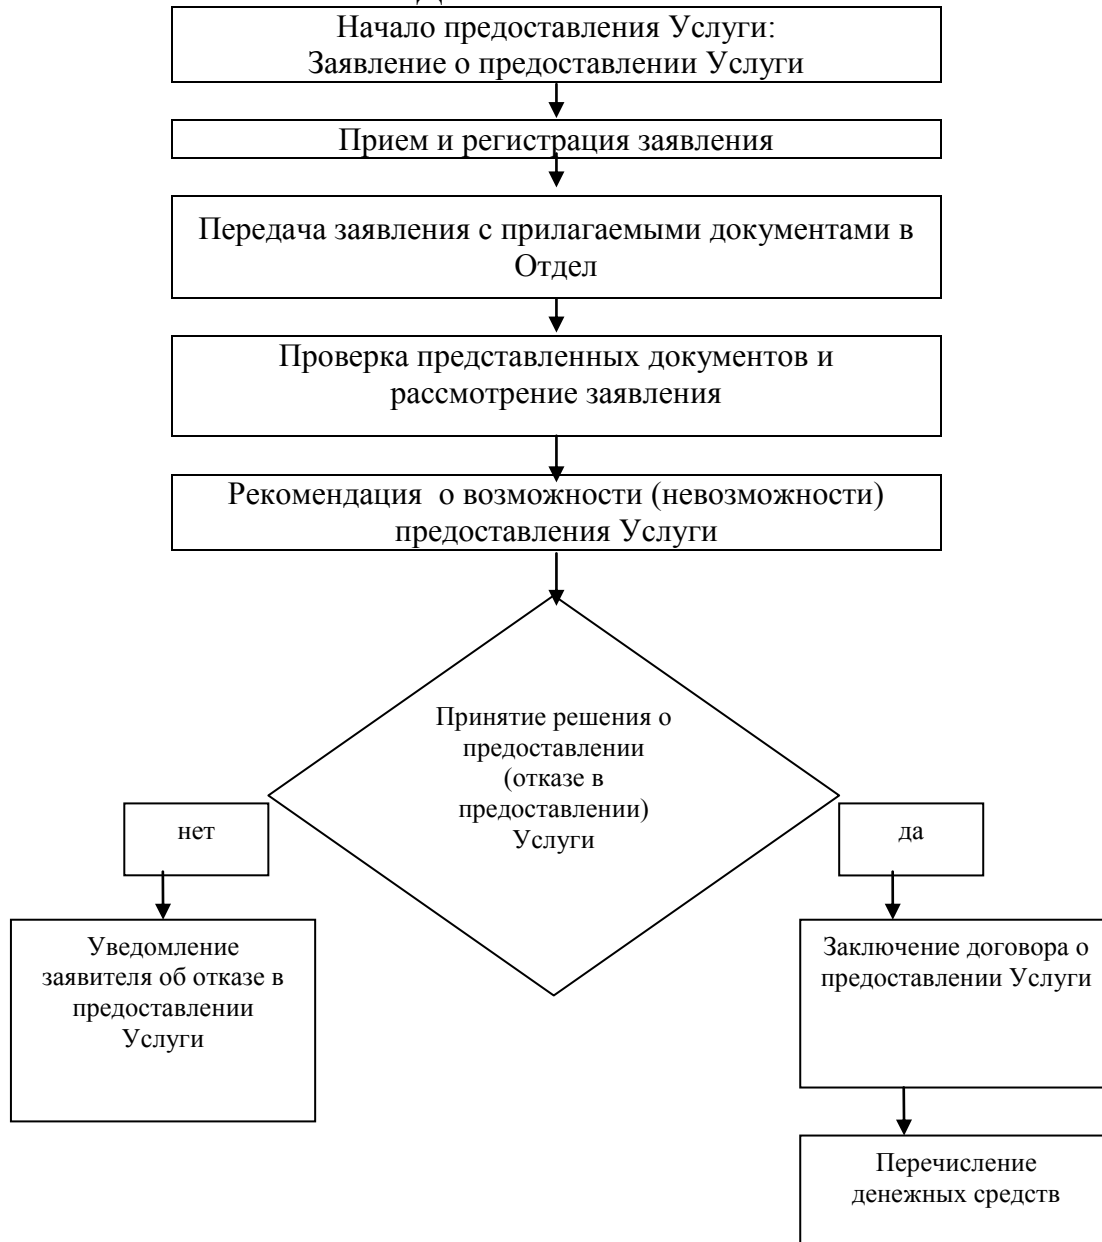 Начало предоставления Услуги:
Заявление о предоставлении Услуги
Прием и регистрация заявления
Передача заявления с прилагаемыми документами в
Отдел
Проверка представленных документов и
рассмотрение заявления
Рекомендация о возможности (невозможности)
предоставления Услуги
Принятие решения о
предоставлении
(отказе в
предоставлении)
Услуги
нет
да
Уведомление
заявителя об отказе в
предоставлении
Услуги
Заключение договора о
предоставлении Услуги
Перечисление
денежных средств